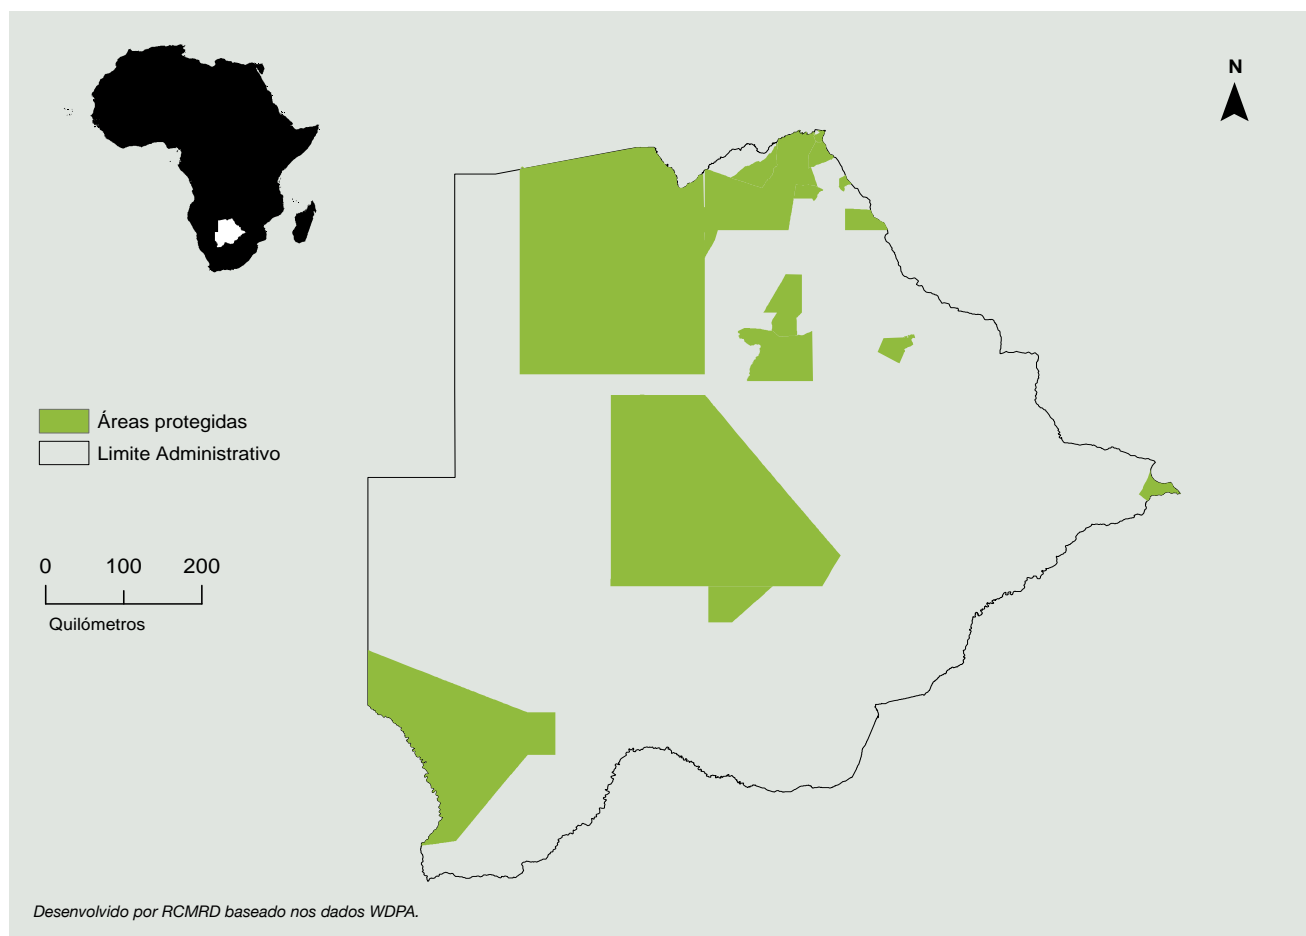 N
Áreas protegidas
Limite Administrativo
0 100 200
Quilómetros
Desenvolvido por RCMRD baseado nos dados WDPA.